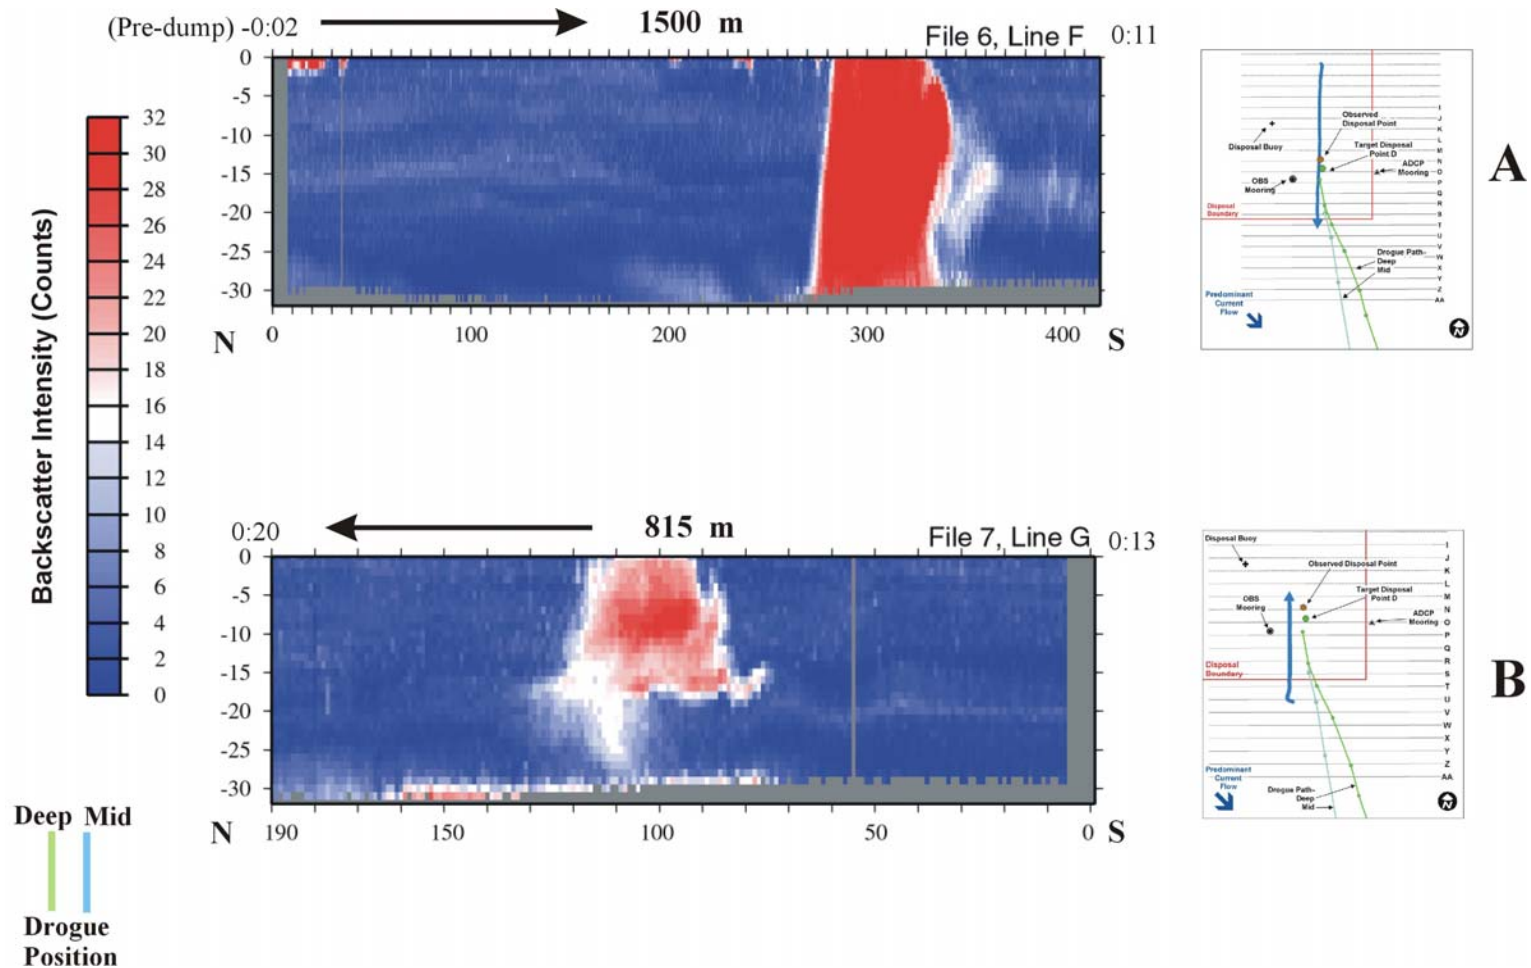 (Pre-dump) -0:02
1500 m
File 6, Line F
0:11
0
-5
-10
-15
-20
-25
-30
N
0
100
200
300
400
S
A
Backscatter Intensity (Counts)
32
30
28
26
24
22
20
18
16
14
12
10
8
6
4
2
0
I
J
K
L
M
N
O
P
Q
R
S
T
U
V
W
X
Y
Z
AA
Observed
Disposal Point
Disposal Buoy
Target Disposal
Point D
ADCP
Mooring
OBS
Mooring
Disposal
Boundary
Drogue Path-
Deep
Mid
Predominant
Current
Flow
N
0:20
815 m
File 7, Line G
0:13
0
-5
-10
-15
-20
-25
-30
N
190
150
100
50
0
S
B
Disposal Buoy
I
J
K
L
M
N
O
P
Q
R
S
T
U
V
W
X
Y
Z
AA
Observed Disposal Point
Target Disposal
Point D
OBS
Mooring
ADCP
Mooring
Disposal
Boundary
Predominant
Current
Flow
Drogue Path-
Deep
Mid
N
Deep Mid
Drogue
Position